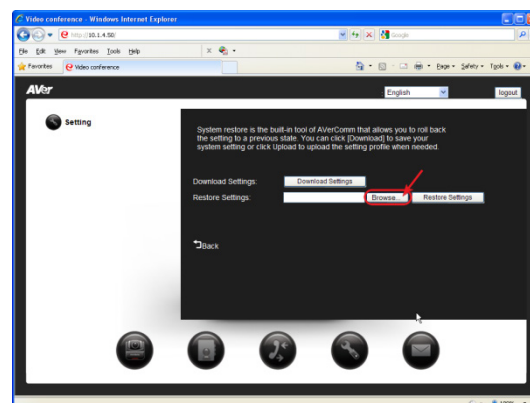 Video conference - Windows Internet Explorer
http://10.1.4.50/
Google
File Edit View Favorites Tools Help
Favorites Video conference
Page Safety Tools
AVer
English
logout
Setting
System restore is the built-in tool of AVerComm that allows you to roll back
the setting to a previous state. You can click [Download] to save your
system setting or click Upload to upload the setting profile when needed.
Download Settings: Download Settings
Restore Settings: Browse... Restore Settings
Back